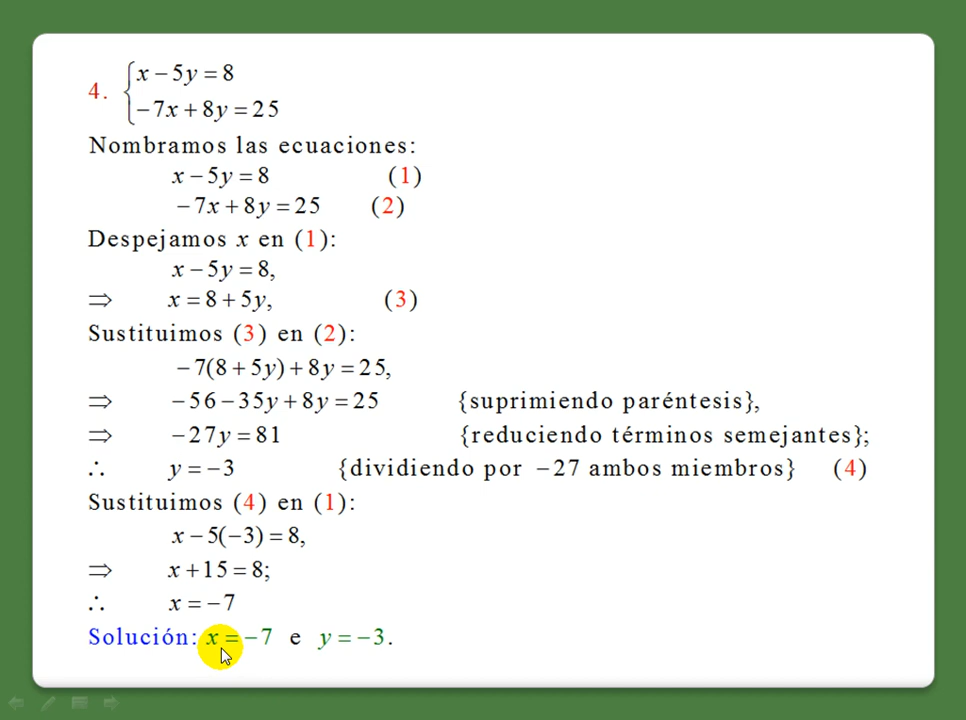 4. { x − 5y = 8
−7x + 8y = 25
Nombramos las ecuaciones:
x − 5y = 8 (1)
−7x + 8y = 25 (2)
Despejamos x en (1):
x − 5y = 8,
⇒ x = 8 + 5y, (3)
Sustituimos (3) en (2):
−7(8 + 5y) + 8y = 25,
⇒ −56 − 35y + 8y = 25 {suprimiendo paréntesis},
⇒ −27y = 81 {reduciendo términos semejantes};
∴ y = −3 {dividiendo por −27 ambos miembros} (4)
Sustituimos (4) en (1):
x − 5(−3) = 8,
⇒ x + 15 = 8;
∴ x = −7
Solución: x = −7 e y = −3.